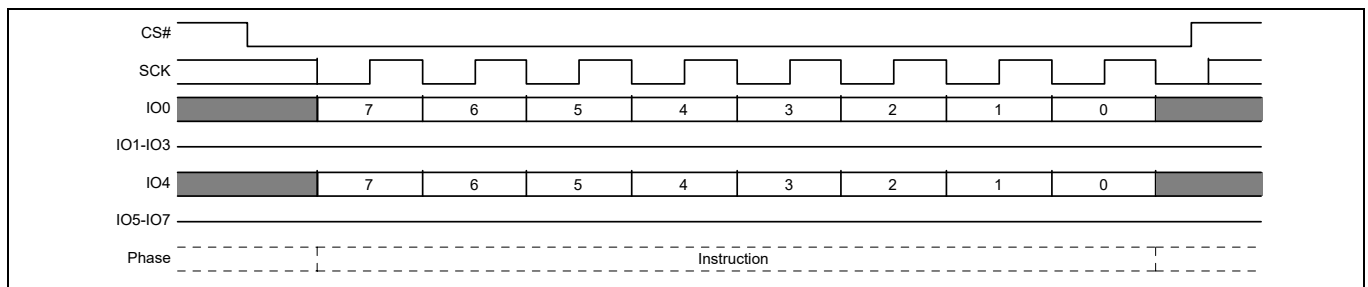 CS#
SCK
IO0 7 6 5 4 3 2 1 0
IO1-IO3
IO4 7 6 5 4 3 2 1 0
IO5-IO7
Phase Instruction